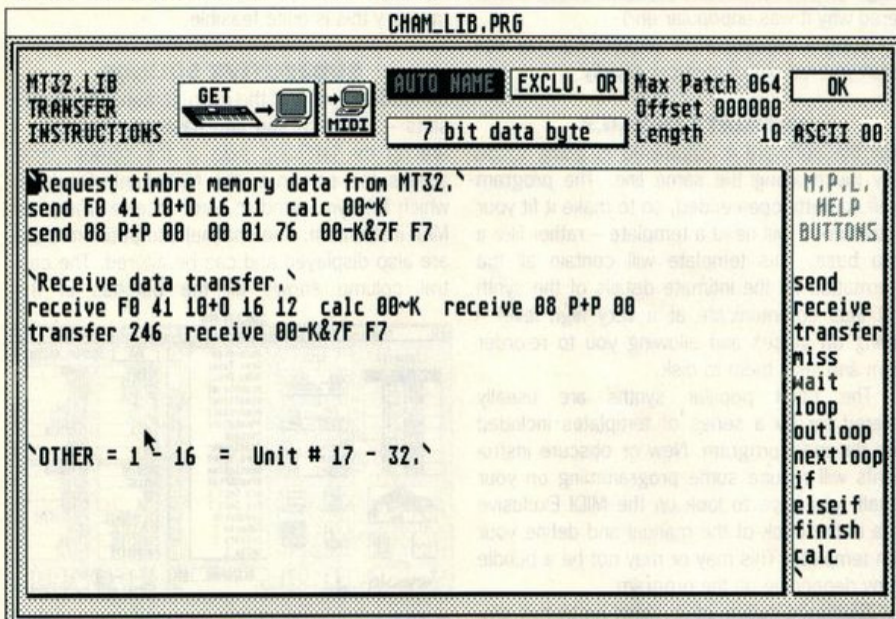 CHAM_LIB.PRG
MT32.LIB
TRANSFER
INSTRUCTIONS
GET
MIDI
AUTO NAME
EXCLU. OR
7 bit data byte
Max Patch 064
Offset 000000
Length 10
OK
ASCII 00
`Request timbre memory data from MT32.`
send F0 41 10+O 16 11 calc 00~K
send 08 P+P 00 00 01 76 00-K&7F F7
`Receive data transfer.`
receive F0 41 10+O 16 12 calc 00~K receive 08 P+P 00
transfer 246 receive 00-K&7F F7
`OTHER = 1 - 16 = Unit # 17 - 32.`
M.P.L.
HELP
BUTTONS
send
receive
transfer
miss
wait
loop
outloop
nextloop
if
elseif
finish
calc